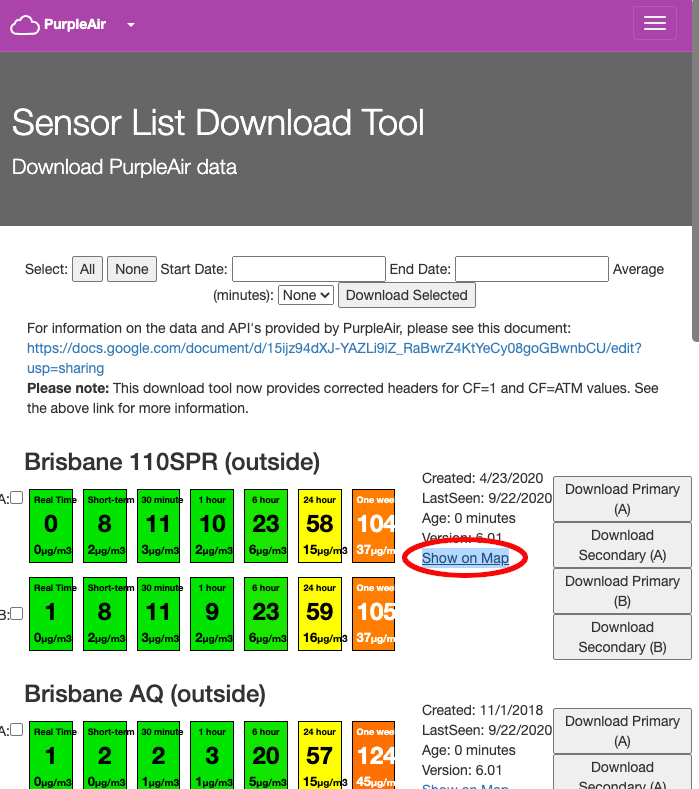 PurpleAir
Sensor List Download Tool
Download PurpleAir data
Select: All None Start Date: End Date: Average
(minutes): None Download Selected
For information on the data and API's provided by PurpleAir, please see this document:
https://docs.google.com/document/d/15ijz94dXJ-YAZLi9iZ_RaBwrZ4KtYeCy08goGBwnbCU/edit?
usp=sharing
Please note: This download tool now provides corrected headers for CF=1 and CF=ATM values. See
the above link for more information.
Brisbane 110SPR (outside)
A:
Real Time Short-term 30 minute 1 hour 6 hour 24 hour One wee
0 8 11 10 23 58 104
0µg/m3 2µg/m3 3µg/m3 2µg/m3 6µg/m3 15µg/m3 37µg/m
Created: 4/23/2020
LastSeen: 9/22/2020
Age: 0 minutes
Version: 6.01
Show on Map
Download Primary
(A)
Download
Secondary (A)
Download Primary
(B)
Download
Secondary (B)
B:
Real Time Short-term 30 minute 1 hour 6 hour 24 hour One wee
1 8 11 9 23 59 105
0µg/m3 2µg/m3 3µg/m3 2µg/m3 6µg/m3 16µg/m3 37µg/m
Brisbane AQ (outside)
A:
Real Time Short-term 30 minute 1 hour 6 hour 24 hour One wee
1 2 2 3 20 57 124
0µg/m3 0µg/m3 1µg/m3 1µg/m3 5µg/m3 15µg/m3 45µg/m
Created: 11/1/2018
LastSeen: 9/22/2020
Age: 0 minutes
Version: 6.01
Show on Map
Download Primary
(A)
Download
Secondary (A)